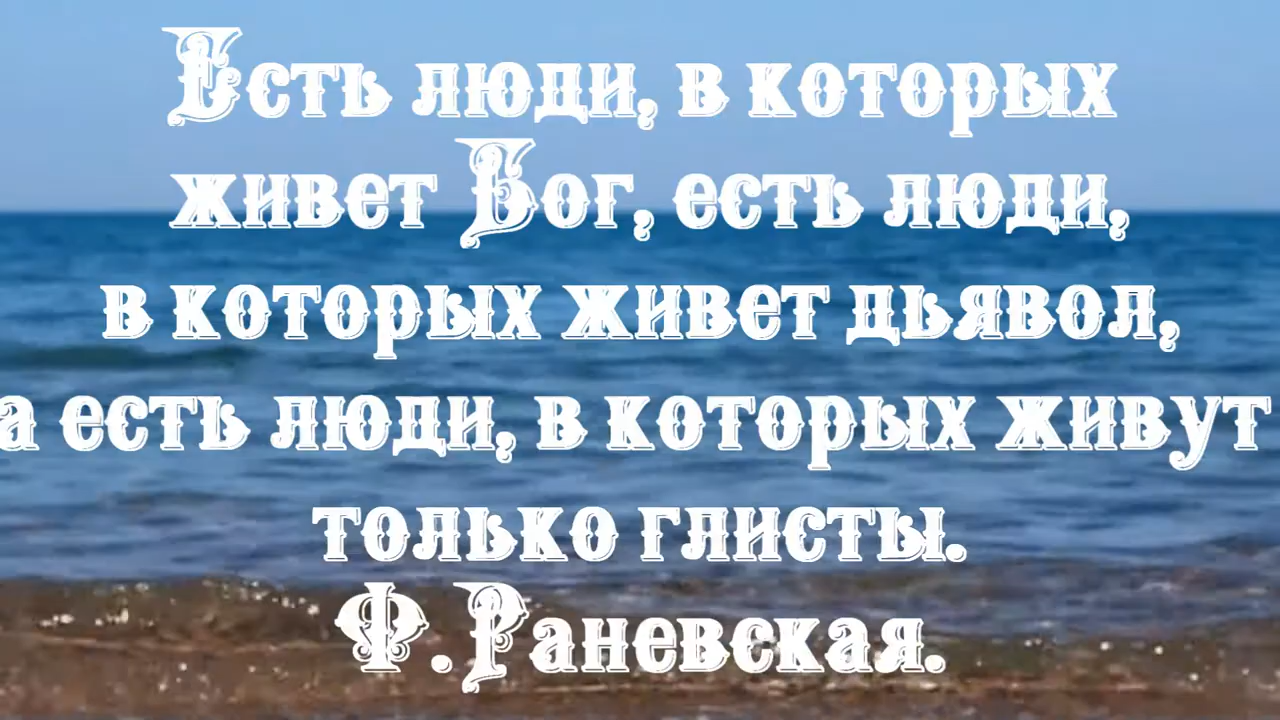 Есть люди, в которых
живет Бог, есть люди,
в которых живет дьявол,
а есть люди, в которых живут
только глисты.
Ф.Раневская.